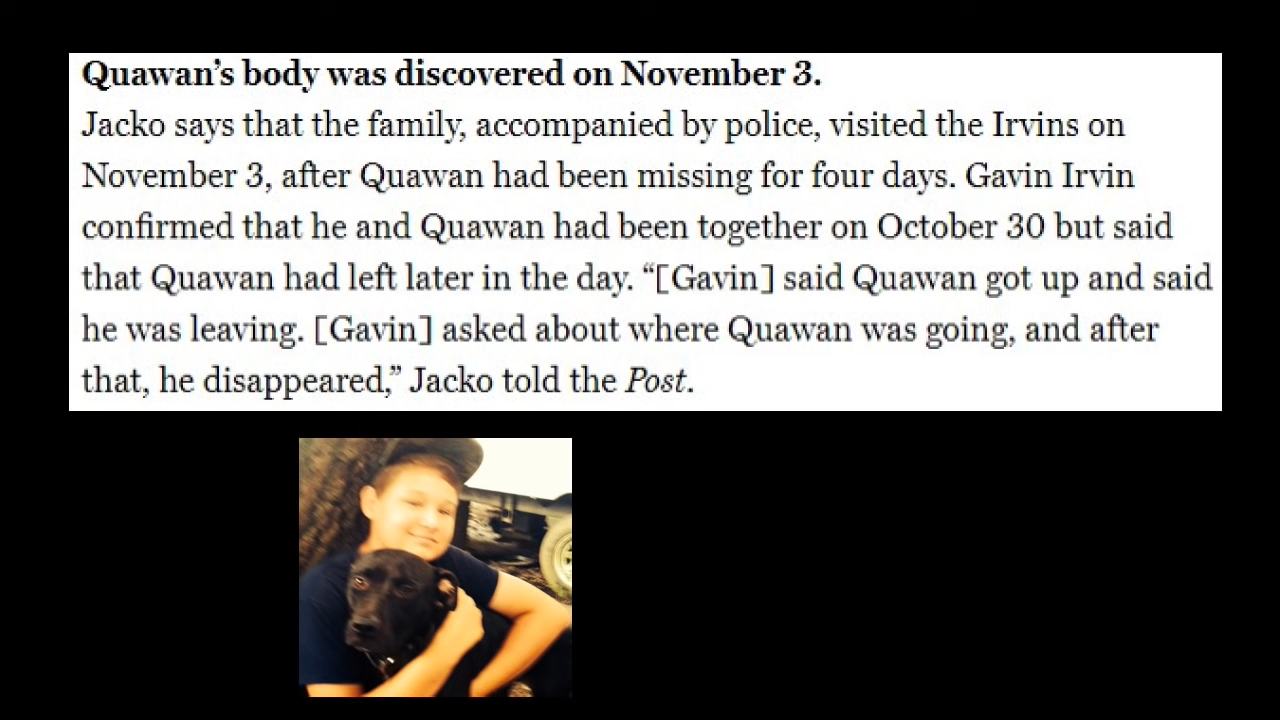 Quawan’s body was discovered on November 3.
Jacko says that the family, accompanied by police, visited the Irvins on
November 3, after Quawan had been missing for four days. Gavin Irvin
confirmed that he and Quawan had been together on October 30 but said
that Quawan had left later in the day. “[Gavin] said Quawan got up and said
he was leaving. [Gavin] asked about where Quawan was going, and after
that, he disappeared,” Jacko told the Post.